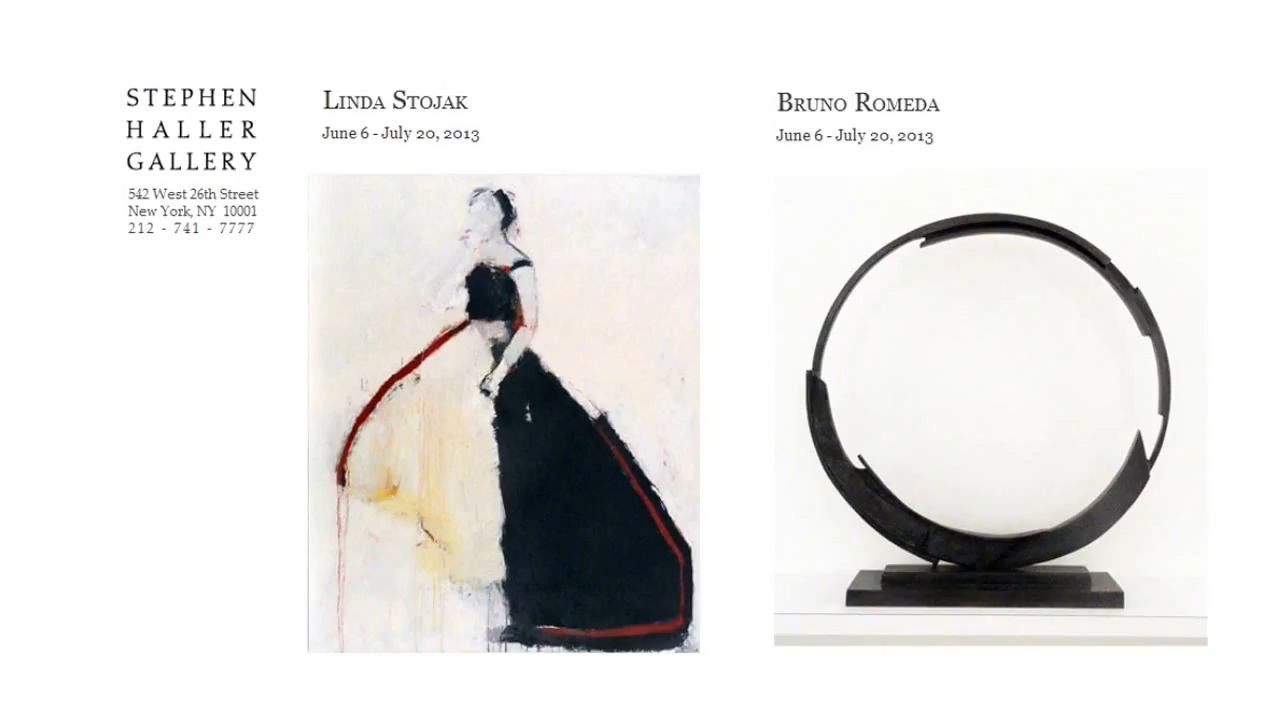 STEPHEN
HALLER
GALLERY
542 West 26th Street
New York, NY 10001
212 - 741 - 7777
LINDA STOJAK
June 6 - July 20, 2013
BRUNO ROMEDA
June 6 - July 20, 2013